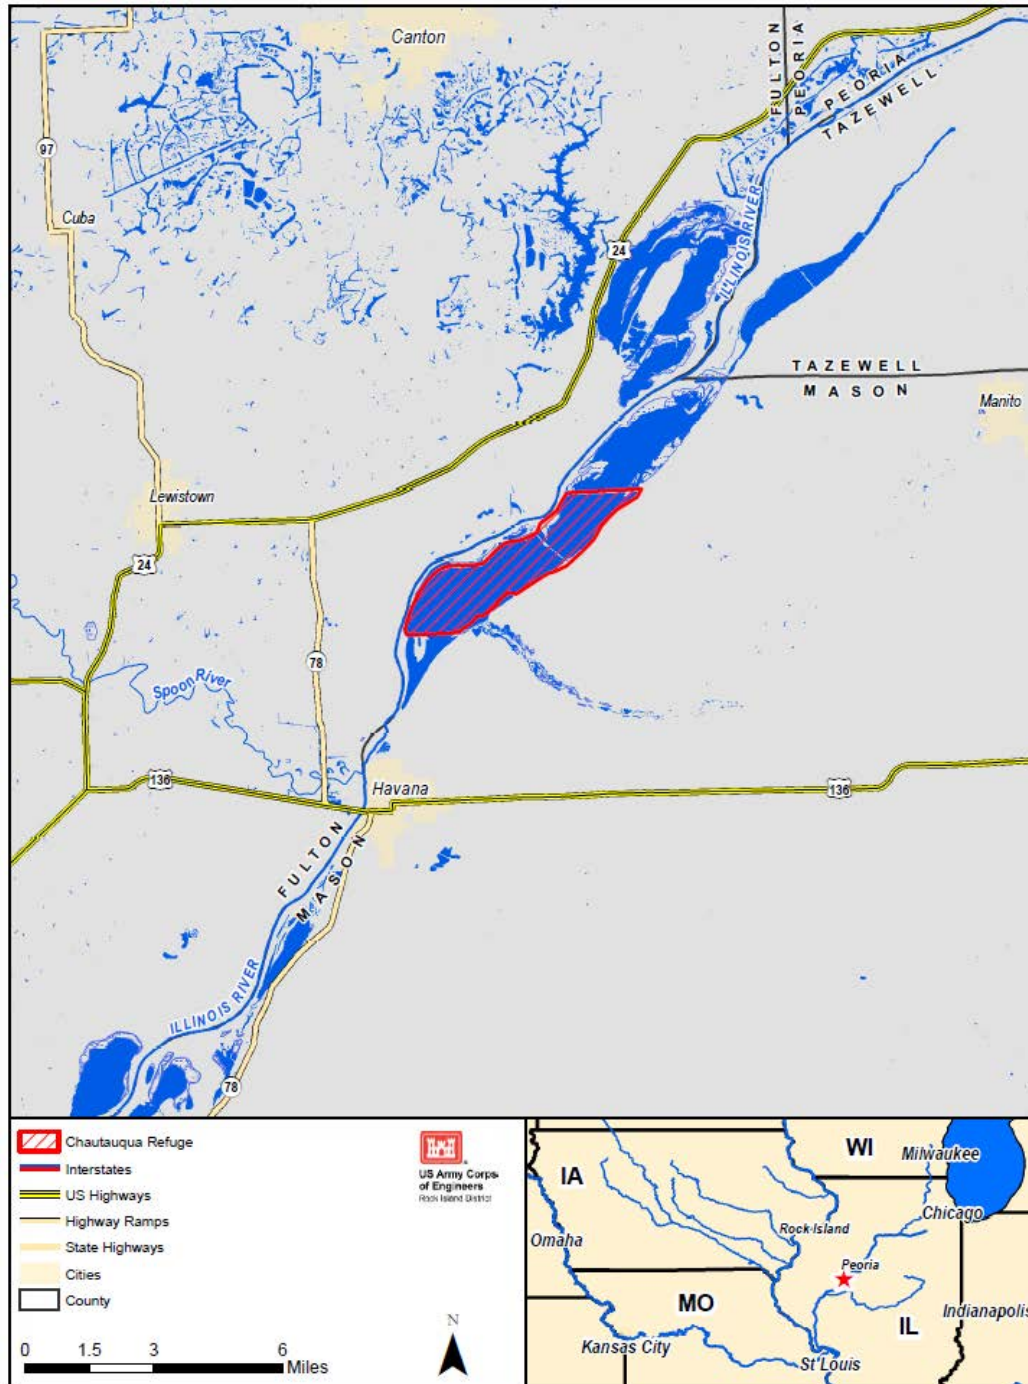 Canton
FULTON
PEORIA
PEORIA
TAZEWELL
97
Cuba
ILLINOIS RIVER
24
TAZEWELL
MASON
Manito
Lewistown
24
78
Spoon River
136
Havana
136
FULTON
MASON
ILLINOIS RIVER
78
Chautauqua Refuge
Interstates
US Highways
Highway Ramps
State Highways
Cities
County
0 1.5 3 6
Miles
US Army Corps
of Engineers
Rock Island District
N
IA
WI
Milwaukee
Chicago
Rock-Island
Omaha
Peoria
MO
IL
Indianapolis
Kansas City
St Louis